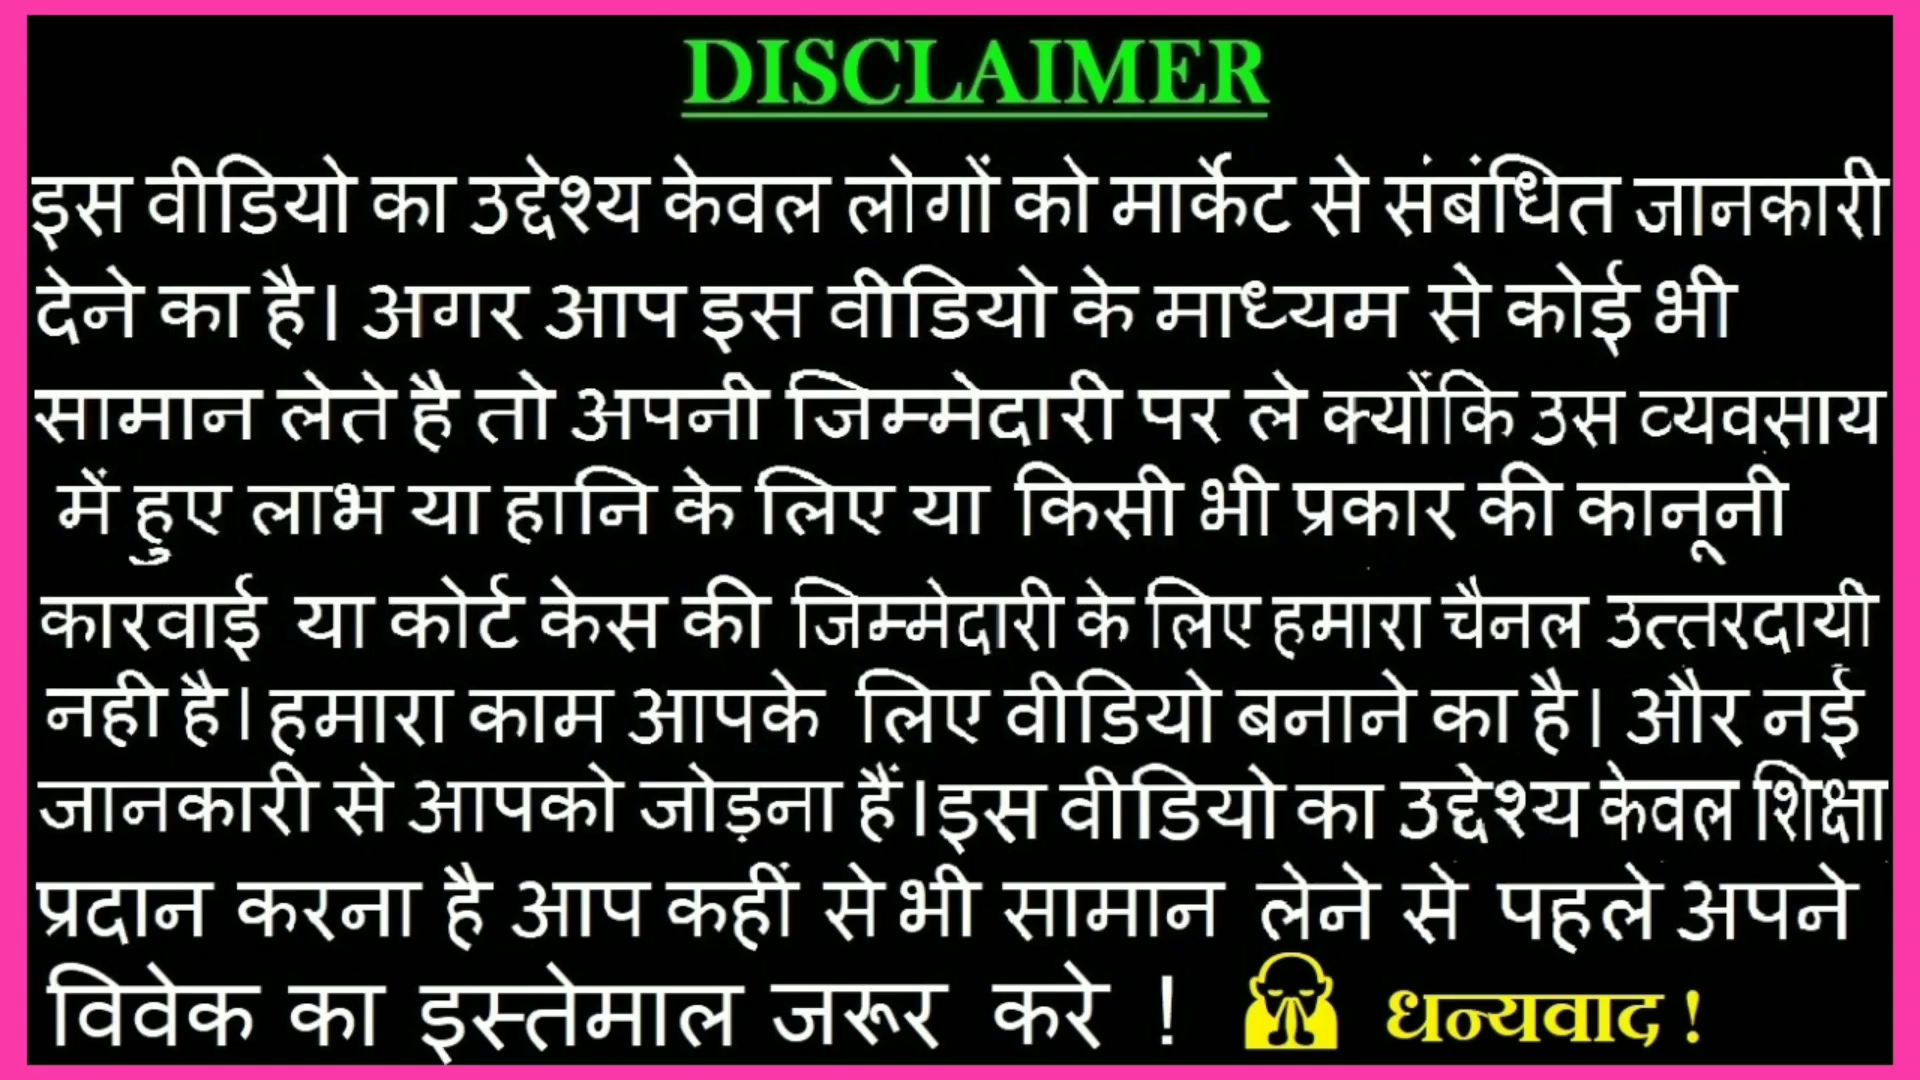 DISCLAIMER
इस वीडियो का उद्देश्य केवल लोगों को मार्केट से संबंधित जानकारी
देने का है। अगर आप इस वीडियो के माध्यम से कोई भी
सामान लेते है तो अपनी जिम्मेदारी पर ले क्योंकि उस व्यवसाय
में हुए लाभ या हानि के लिए या किसी भी प्रकार की कानूनी
कारवाई या कोर्ट केस की जिम्मेदारी के लिए हमारा चैनल उत्तरदायी
नही है। हमारा काम आपके लिए वीडियो बनाने का है। और नई
जानकारी से आपको जोड़ना हैं।इस वीडियो का उद्देश्य केवल शिक्षा
प्रदान करना है आप कहीं से भी सामान लेने से पहले अपने
विवेक का इस्तेमाल जरूर करे ! धन्यवाद !